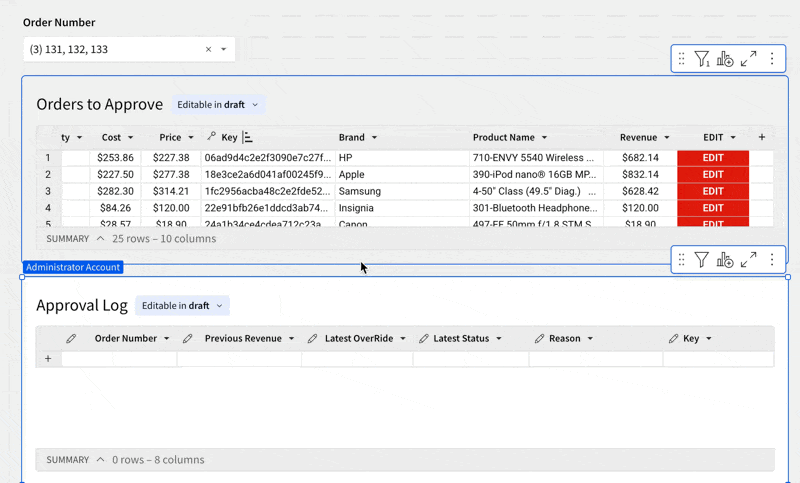 Order Number
(3) 131, 132, 133
Orders to Approve Editable in draft
ty Cost Price Key Brand Product Name Revenue EDIT +
1 $253.86 $227.38 06ad9d4c2e2f3090e7c27f... HP 710-ENVY 5540 Wireless ... $682.14 EDIT
2 $227.50 $277.38 18e3ce2a6d041af00245f9... Apple 390-iPod nano® 16GB MP... $832.14 EDIT
3 $282.30 $314.21 1fc2956acba48c2e2fde52... Samsung 4-50" Class (49.5" Diag.) ... $628.42 EDIT
4 $84.26 $120.00 22e91bfb26e1ddcd3ab74... Insignia 301-Bluetooth Headphone... $120.00 EDIT
5 $28.57 $18.90 24a1b34ce4cdea712c23a... Canon 497-EF 50mm f/1.8 STM S... $18.90 EDIT
SUMMARY 25 rows – 10 columns
Administrator Account
Approval Log Editable in draft
Order Number Previous Revenue Latest OverRide Latest Status Reason Key
+
SUMMARY 0 rows – 8 columns